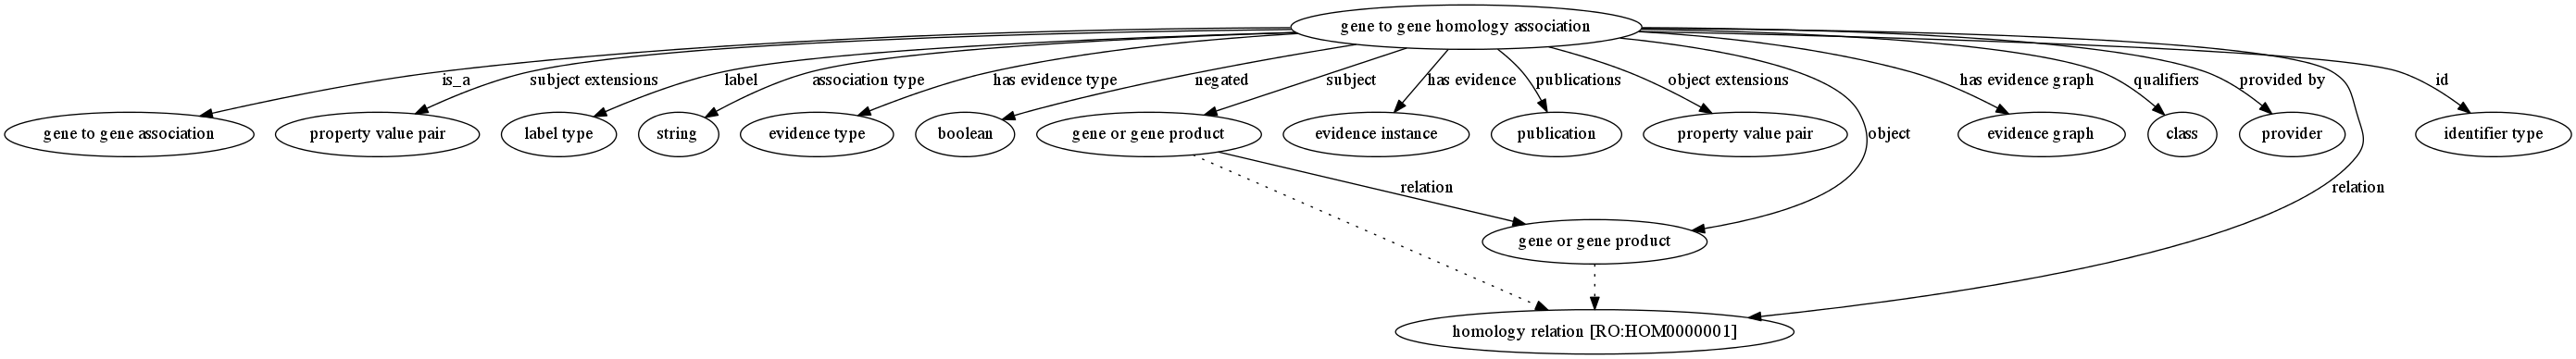 gene to gene homology association
is_a
subject extensions
label
association type
has evidence type
negated
subject
has evidence
publications
object extensions
has evidence graph
qualifiers
provided by
id
gene to gene association
property value pair
label type
string
evidence type
boolean
gene or gene product
evidence instance
publication
property value pair
object
evidence graph
class
provider
identifier type
relation
relation
gene or gene product
homology relation [RO:HOM0000001]